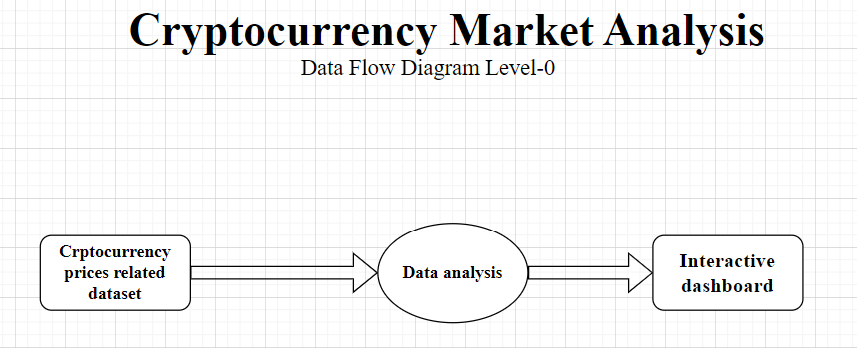 Cryptocurrency Market Analysis
Data Flow Diagram Level-0
Crptocurrency
prices related
dataset
Data analysis
Interactive
dashboard